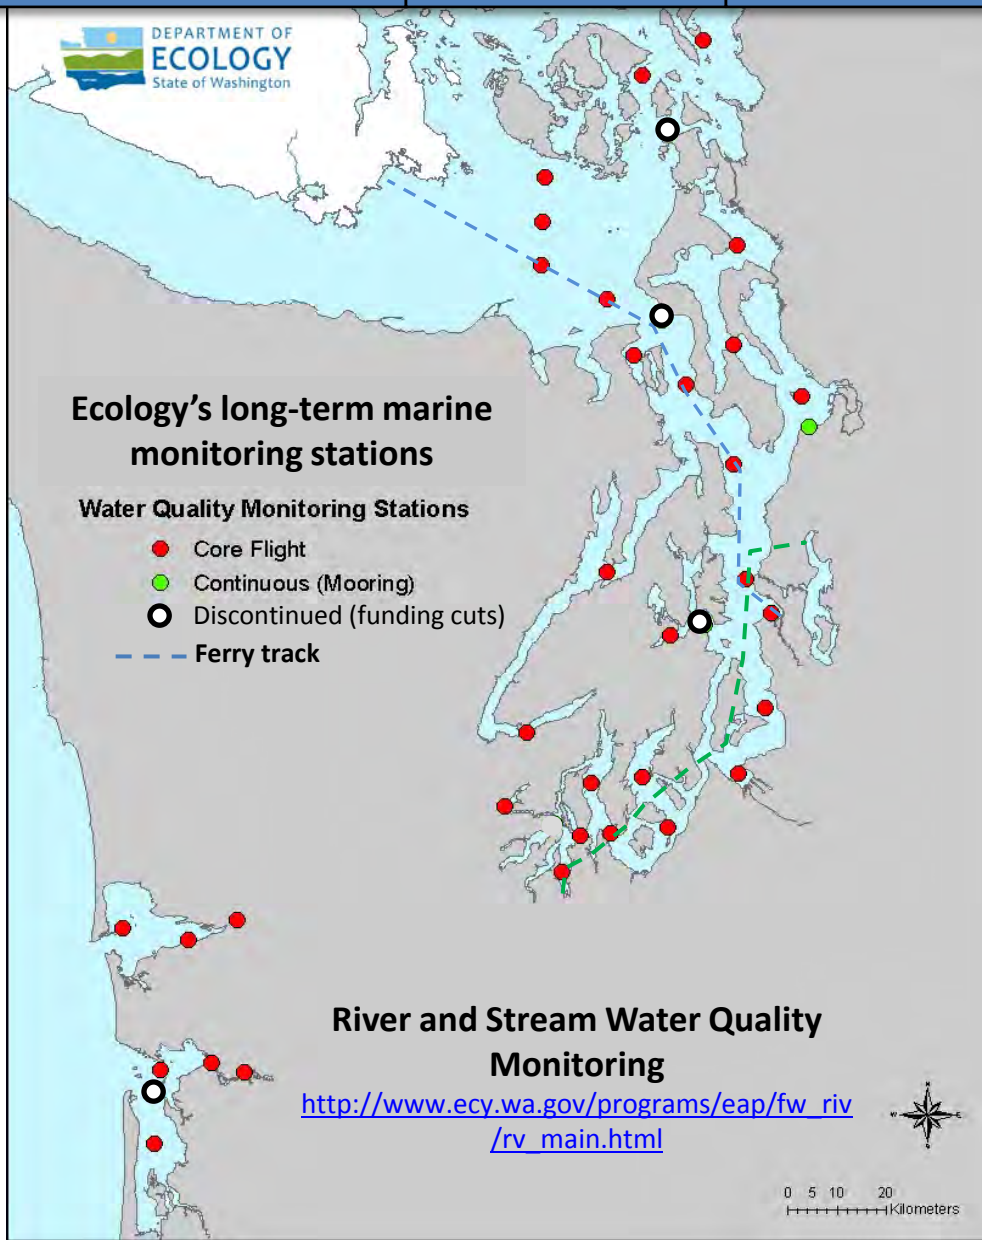 DEPARTMENT OF
ECOLOGY
State of Washington
Ecology’s long-term marine
monitoring stations
Water Quality Monitoring Stations
Core Flight
Continuous (Mooring)
Discontinued (funding cuts)
Ferry track
River and Stream Water Quality
Monitoring
http://www.ecy.wa.gov/programs/eap/fw_riv
/rv_main.html
N
W E
S
0 5 10 20
Kilometers